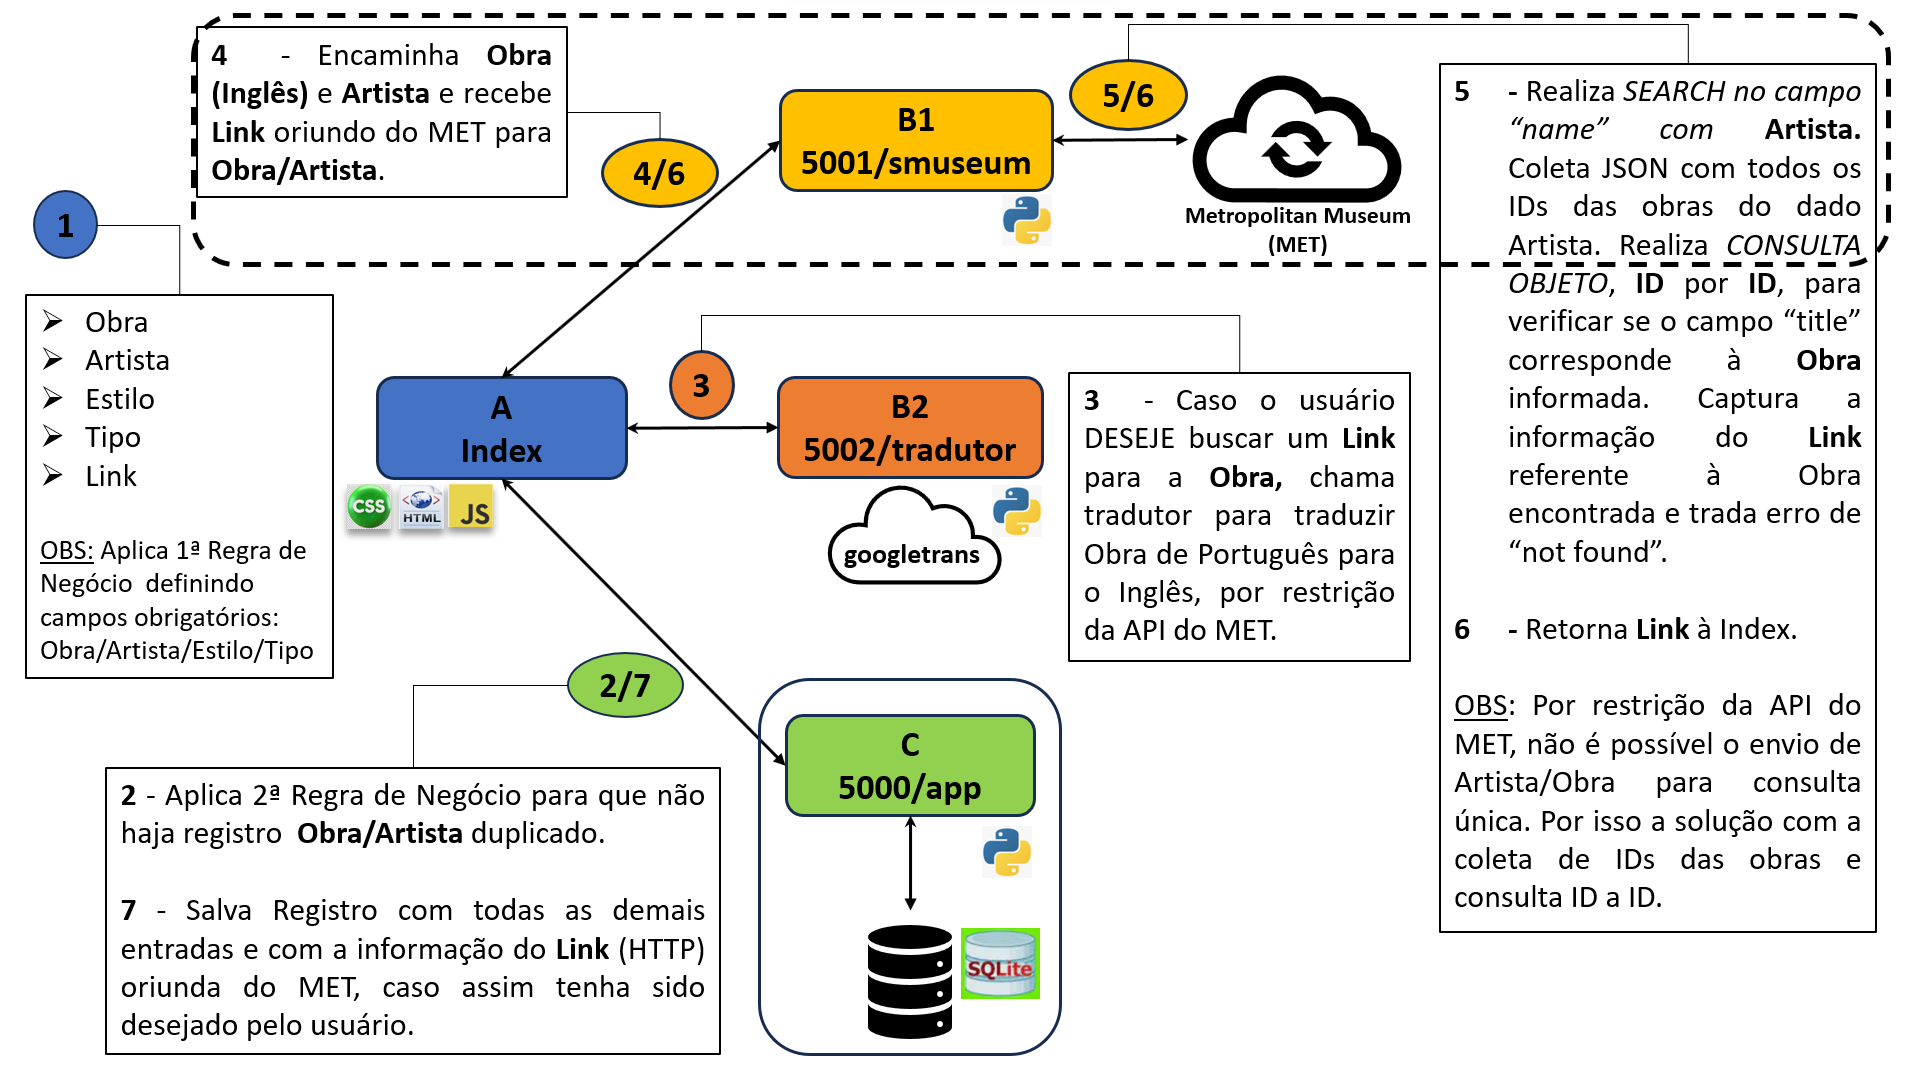 4 - Encaminha Obra
(Inglês) e Artista e recebe
Link oriundo do MET para
Obra/Artista.
4/6
B1
5001/smuseum
5/6
Metropolitan Museum
(MET)
1
➢ Obra
➢ Artista
➢ Estilo
➢ Tipo
➢ Link
OBS: Aplica 1ª Regra de
Negócio definindo
campos obrigatórios:
Obra/Artista/Estilo/Tipo
A
Index
CSS
<>
HTML
JS
3
B2
5002/tradutor
googletrans
3 - Caso o usuário
DESEJE buscar um Link
para a Obra, chama
tradutor para traduzir
Obra de Português para
o Inglês, por restrição
da API do MET.
5 - Realiza SEARCH no campo
“name” com Artista.
Coleta JSON com todos os
IDs das obras do dado
Artista. Realiza CONSULTA
OBJETO, ID por ID, para
verificar se o campo “title”
corresponde à Obra
informada. Captura a
informação do Link
referente à Obra
encontrada e trada erro de
“not found”.
6 - Retorna Link à Index.
OBS: Por restrição da API do
MET, não é possível o envio de
Artista/Obra para consulta
única. Por isso a solução com a
coleta de IDs das obras e
consulta ID a ID.
2/7
2 - Aplica 2ª Regra de Negócio para que não
haja registro Obra/Artista duplicado.
7 - Salva Registro com todas as demais
entradas e com a informação do Link (HTTP)
oriunda do MET, caso assim tenha sido
desejado pelo usuário.
C
5000/app
SQLite